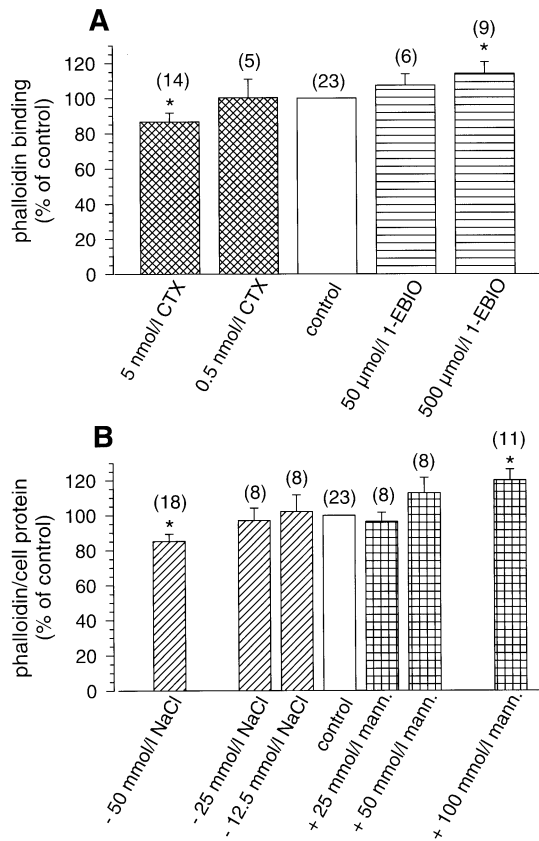 A
phalloidin binding
(% of control)
120
100
80
60
40
20
0
(14)
*
(5)
(23)
(6)
(9)
*
5 nmol/l CTX
0.5 nmol/l CTX
control
50 µmol/l 1-EBIO
500 µmol/l 1-EBIO
B
phalloidin/cell protein
(% of control)
120
100
80
60
40
20
0
(18)
*
(8)
(8)
(23)
(8)
(8)
(11)
*
- 50 mmol/l NaCl
- 25 mmol/l NaCl
- 12.5 mmol/l NaCl
control
+ 25 mmol/l mann.
+ 50 mmol/l mann.
+ 100 mmol/l mann.